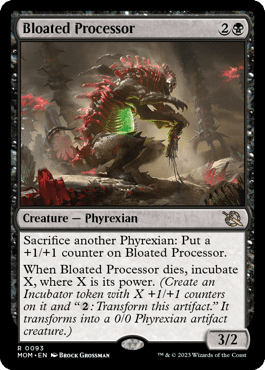 Bloated Processor 2
Creature — Phyrexian
Sacrifice another Phyrexian: Put a
+1/+1 counter on Bloated Processor.
When Bloated Processor dies, incubate
X, where X is its power. (Create an
Incubator token with X +1/+1 counters
on it and “2: Transform this artifact.” It
transforms into a 0/0 Phyrexian artifact
creature.)
3/2
R 0093
MOM • EN BROCK GROSSMAN
™ & © 2023 Wizards of the Coast